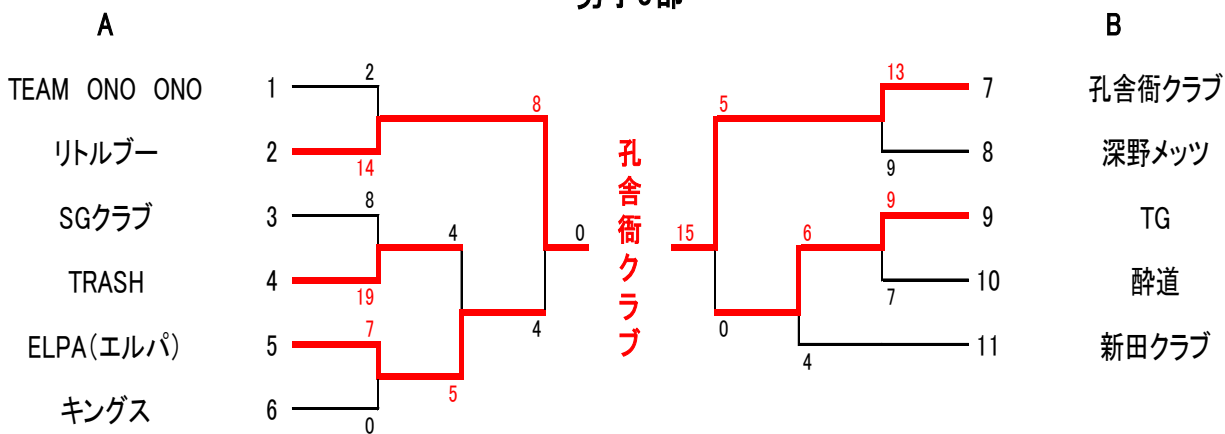 A
B
TEAM ONO ONO 1 2
リトルブー 2 14
SGクラブ 3 8
TRASH 4 19
ELPA(エルパ) 5 7
キングス 6 0
8
4
5
4
0
孔舎衙クラブ
15
5
0
6
4
13 7 孔舎衙クラブ
9 8 深野メッツ
9 9 TG
7 10 酔道
11 新田クラブ